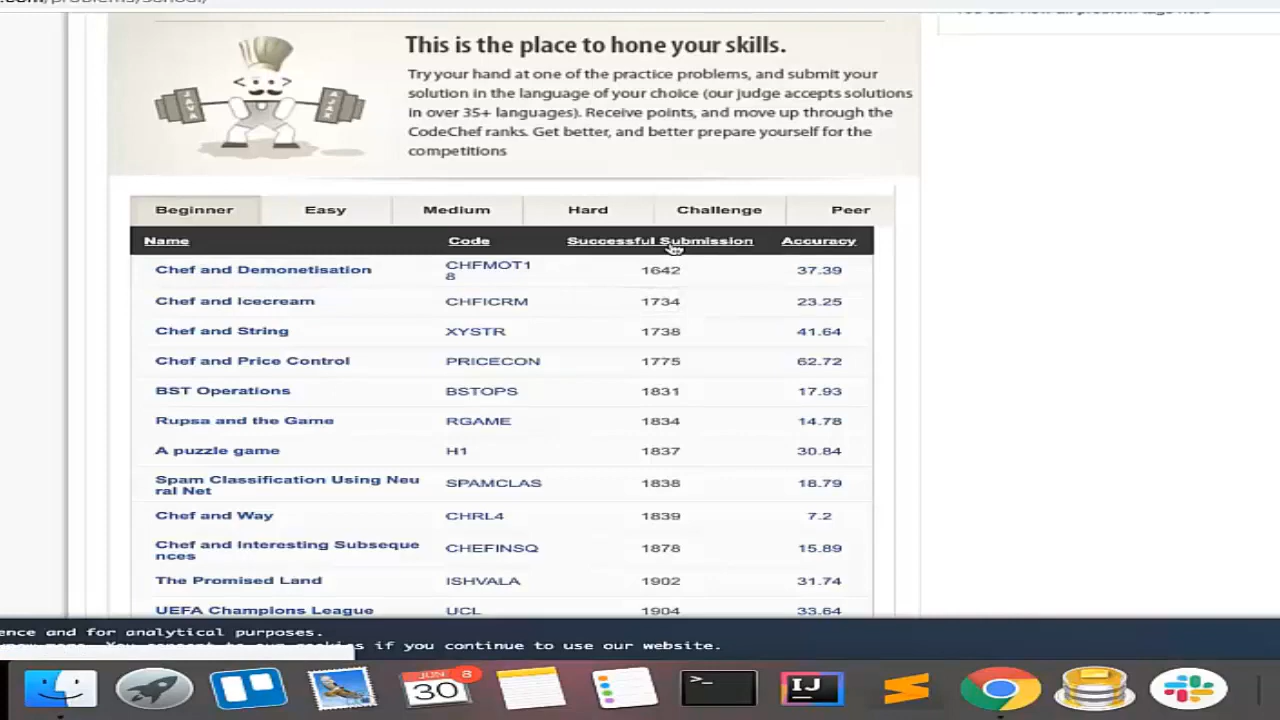 This is the place to hone your skills.
Try your hand at one of the practice problems, and submit your
solution in the language of your choice (our judge accepts solutions
in over 35+ languages). Receive points, and move up through the
CodeChef ranks. Get better, and better prepare yourself for the
competitions
JAVA AJAX
Beginner Easy Medium Hard Challenge Peer
Name Code Successful Submission Accuracy
Chef and Demonetisation CHFMOT1
8 1642 37.39
Chef and Icecream CHFICRM 1734 23.25
Chef and String XYSTR 1738 41.64
Chef and Price Control PRICECON 1775 62.72
BST Operations BSTOPS 1831 17.93
Rupsa and the Game RGAME 1834 14.78
A puzzle game H1 1837 30.84
Spam Classification Using Neu
ral Net SPAMCLAS 1838 18.79
Chef and Way CHRL4 1839 7.2
Chef and Interesting Subseque
nces CHEFINSQ 1878 15.89
The Promised Land ISHVALA 1902 31.74
UEFA Champions League UCL 1904 33.64
ence and for analytical purposes.
You consent to our cookies if you continue to use our website.
JUN 8
30
>_
IJ